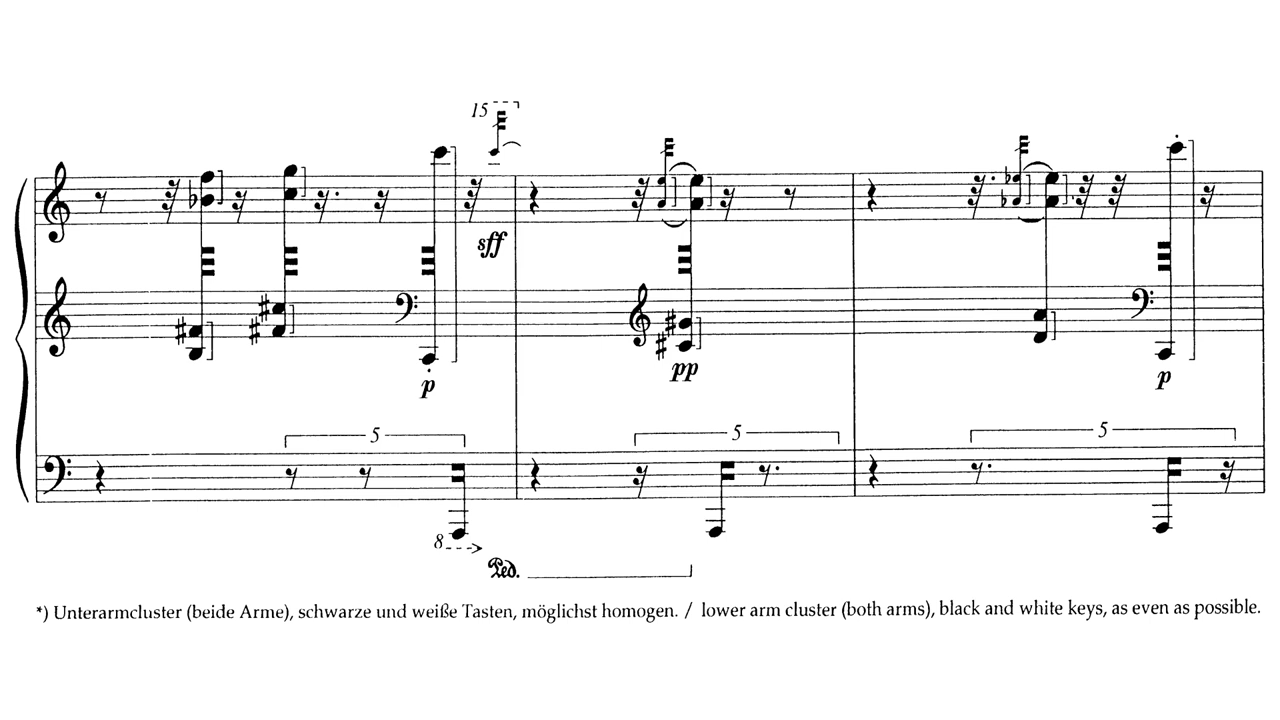 15
sff
p
pp
p
5
5
5
8
Ped.
*) Unterarmcluster (beide Arme), schwarze und weiße Tasten, möglichst homogen. / lower arm cluster (both arms), black and white keys, as even as possible.